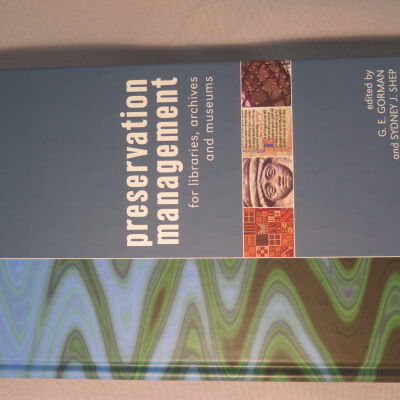 preservation
management
for libraries, archives
and museums
edited by
G. E. GORMAN
and SYDNEY J. SHEP